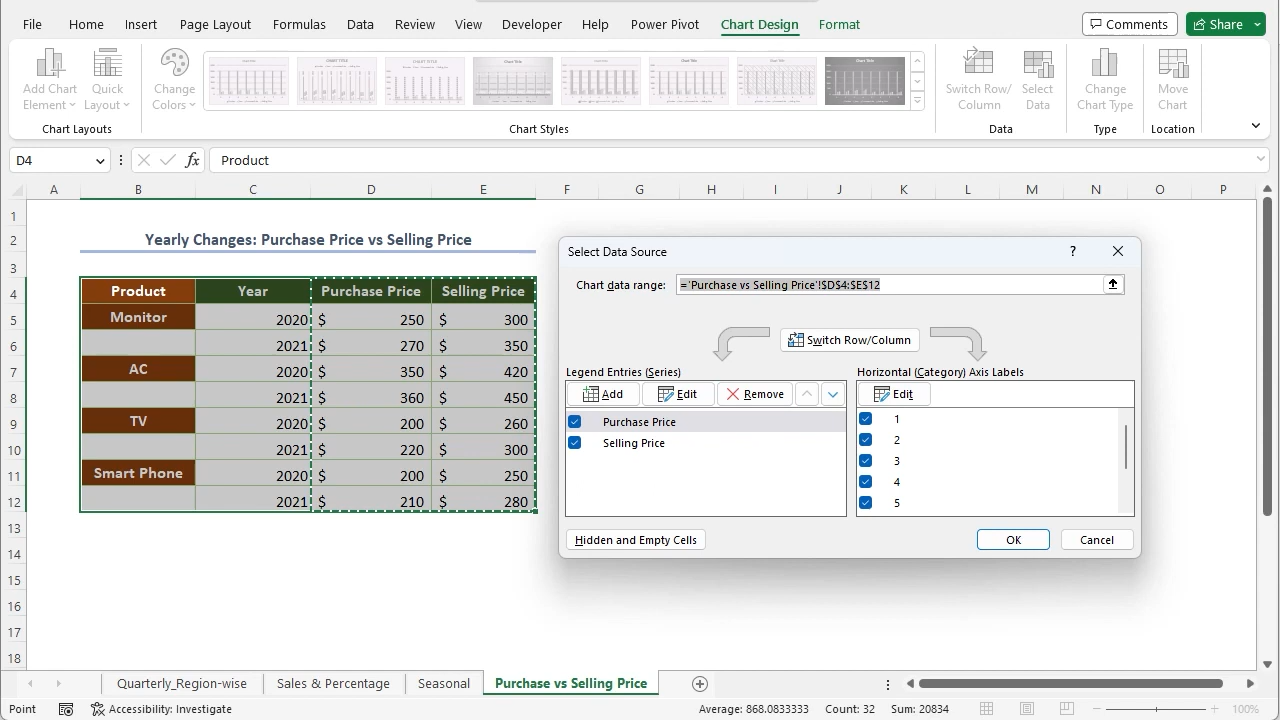 File Home Insert Page Layout Formulas Data Review View Developer Help Power Pivot Chart Design Format Comments Share
Add Chart Element Quick Layout Change Colors Switch Row/ Column Select Data Change Chart Type Move Chart
Chart Layouts Chart Styles Data Type Location
D4 fx Product
A B C D E F G H I J K L M N O P
1
2 Yearly Changes: Purchase Price vs Selling Price
3
4 Product Year Purchase Price Selling Price
5 Monitor 2020 $ 250 $ 300
6 2021 $ 270 $ 350
7 AC 2020 $ 350 $ 420
8 2021 $ 360 $ 450
9 TV 2020 $ 200 $ 260
10 2021 $ 220 $ 300
11 Smart Phone 2020 $ 200 $ 250
12 2021 $ 210 $ 280
13
14
15
16
17
18
Select Data Source ?
Chart data range: ='Purchase vs Selling Price'!$D$4:$E$12
Switch Row/Column
Legend Entries (Series) Horizontal (Category) Axis Labels
Add Edit Remove Edit
Purchase Price 1
Selling Price 2
3
4
5
Hidden and Empty Cells OK Cancel
Quarterly_Region-wise Sales & Percentage Seasonal Purchase vs Selling Price
Point Accessibility: Investigate Average: 868.0833333 Count: 32 Sum: 20834 100%